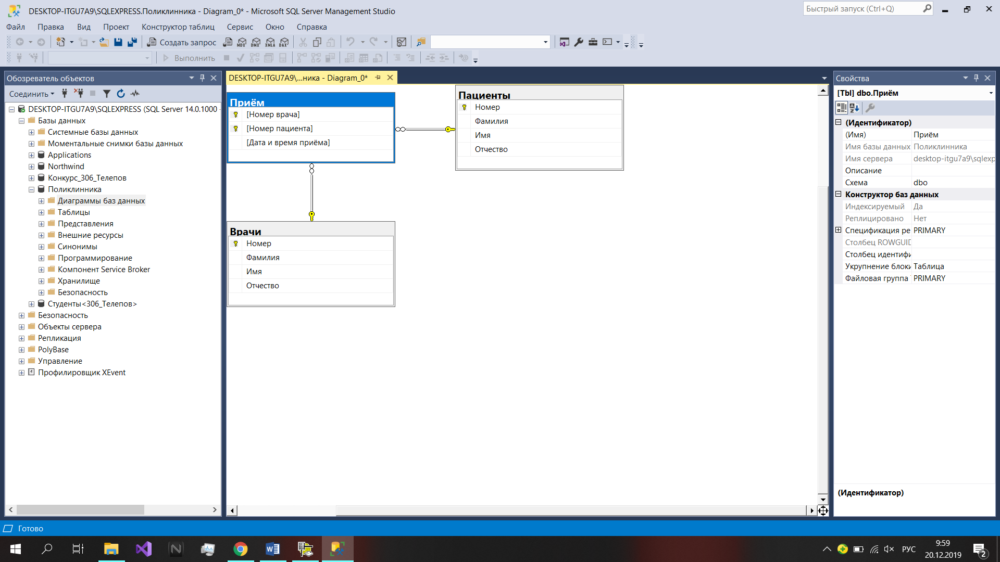 DESKTOP-ITGU7A9\SQLEXPRESS.Поликлинника - Diagram_0* - Microsoft SQL Server Management Studio
Быстрый запуск (Ctrl+Q)
Файл Правка Вид Проект Конструктор таблиц Сервис Окно Справка
Создать запрос MDX DMX XMLA DAX
Выполнить
Обозреватель объектов
Соединить
DESKTOP-ITGU7A9\SQLEXPRESS (SQL Server 14.0.1000 -
Базы данных
Системные базы данных
Моментальные снимки базы данных
Applications
Northwind
Конкурс_306_Телепов
Поликлинника
Диаграммы баз данных
Таблицы
Представления
Внешние ресурсы
Синонимы
Программирование
Компонент Service Broker
Хранилище
Безопасность
Студенты<306_Телепов>
Безопасность
Объекты сервера
Репликация
PolyBase
Управление
Профилировщик XEvent
DESKTOP-ITGU7A9\...ника - Diagram_0*
Приём
[Номер врача]
[Номер пациента]
[Дата и время приёма]
Пациенты
Номер
Фамилия
Имя
Отчество
Врачи
Номер
Фамилия
Имя
Отчество
Свойства
[Tbl] dbo.Приём
(Идентификатор)
(Имя) Приём
Имя базы данных Поликлинника
Имя сервера desktop-itgu7a9\sqlexp
Описание
Схема dbo
Конструктор баз данных
Индексируемый Да
Реплицировано Нет
Спецификация ре PRIMARY
Столбец ROWGUID
Столбец идентифи
Укрупнение блоки Таблица
Файловая группа PRIMARY
(Идентификатор)
Готово
РУС
9:59
20.12.2019
2